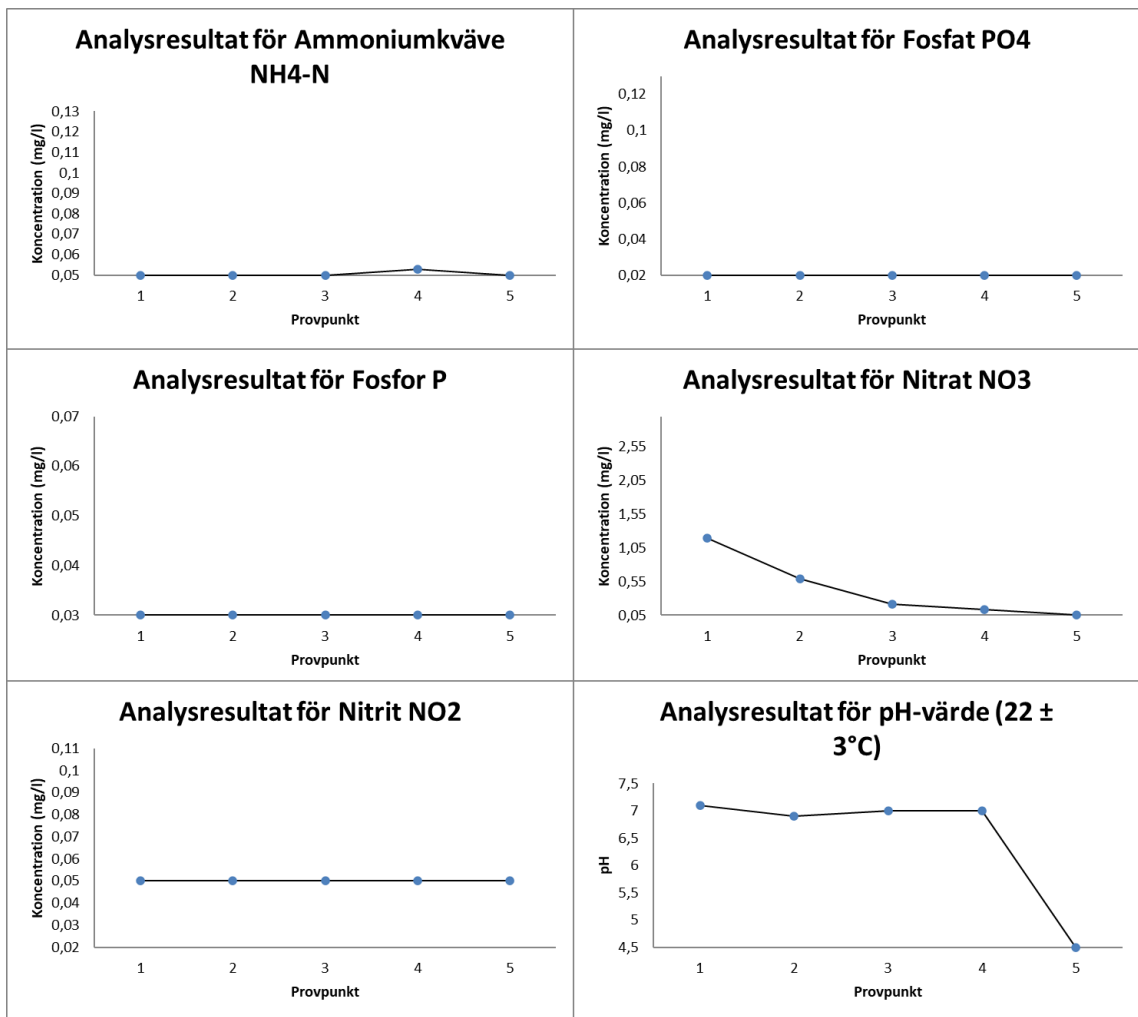 Analysresultat för Ammoniumkväve
NH4-N
Koncentration (mg/l)
0,13
0,12
0,11
0,1
0,09
0,08
0,07
0,06
0,05
1 2 3 4 5
Provpunkt
Analysresultat för Fosfat PO4
Koncentration (mg/l)
0,12
0,1
0,08
0,06
0,04
0,02
1 2 3 4 5
Provpunkt
Analysresultat för Fosfor P
Koncentration (mg/l)
0,07
0,06
0,05
0,04
0,03
1 2 3 4 5
Provpunkt
Analysresultat för Nitrat NO3
Koncentration (mg/l)
2,55
2,05
1,55
1,05
0,55
0,05
1 2 3 4 5
Provpunkt
Analysresultat för Nitrit NO2
Koncentration (mg/l)
0,11
0,1
0,09
0,08
0,07
0,06
0,05
0,04
0,03
0,02
1 2 3 4 5
Provpunkt
Analysresultat för pH-värde (22 ±
3°C)
pH
7,5
7
6,5
6
5,5
5
4,5
1 2 3 4 5
Provpunkt